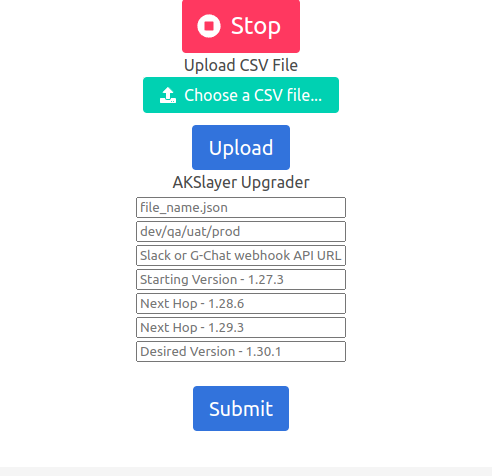 Stop
Upload CSV File
Choose a CSV file...
Upload
AKSlayer Upgrader
file_name.json
dev/qa/uat/prod
Slack or G-Chat webhook API URL
Starting Version - 1.27.3
Next Hop - 1.28.6
Next Hop - 1.29.3
Desired Version - 1.30.1
Submit